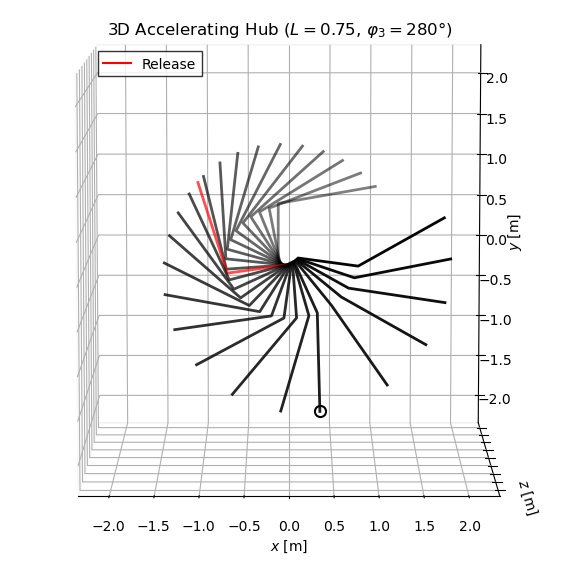 3D Accelerating Hub (L = 0.75, φ₃ = 280°)
Release
2.0
1.5
1.0
0.5
0.0
y [m]
−0.5
−1.0
−1.5
−2.0
z [m]
−2.0 −1.5 −1.0 −0.5 0.0 0.5 1.0 1.5 2.0
x [m]